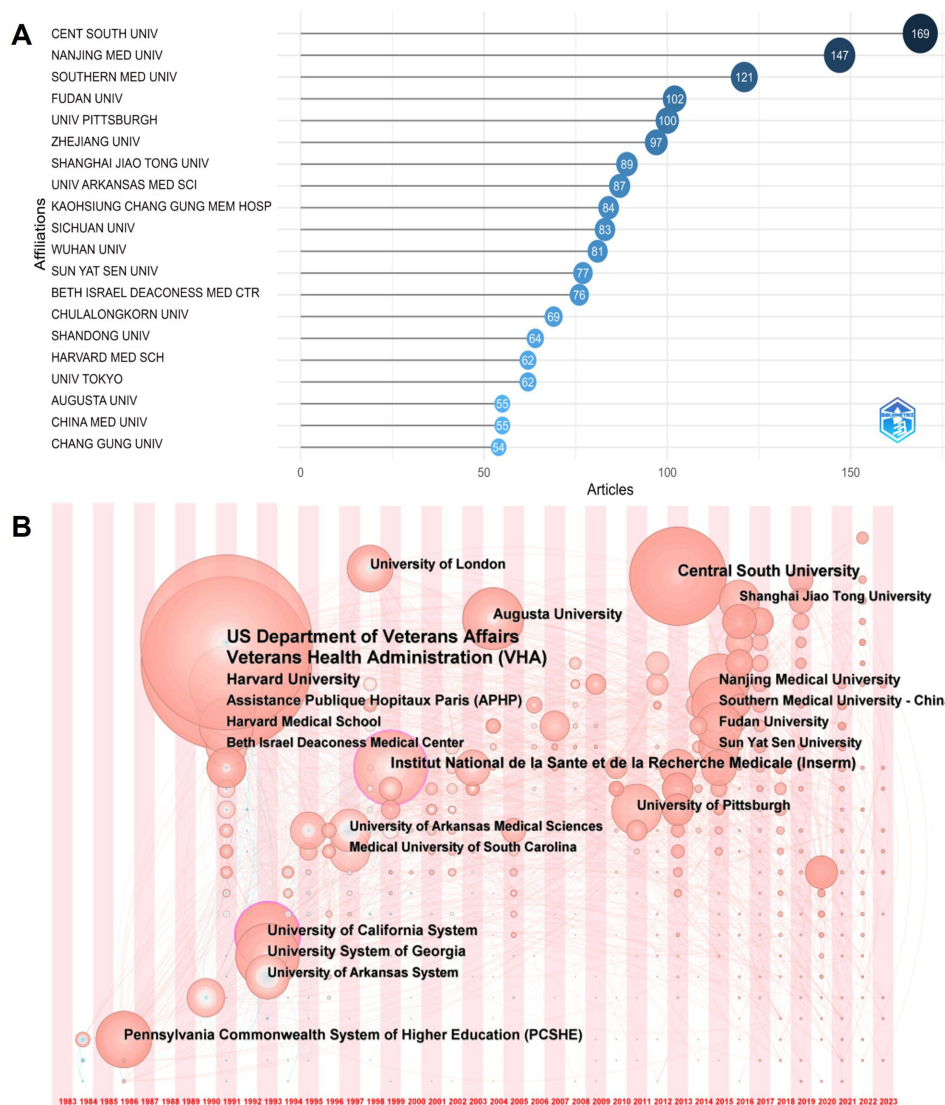 A
CENT SOUTH UNIV 169
NANJING MED UNIV 147
SOUTHERN MED UNIV 121
FUDAN UNIV 102
UNIV PITTSBURGH 100
ZHEJIANG UNIV 97
SHANGHAI JIAO TONG UNIV 89
UNIV ARKANSAS MED SCI 87
KAOHSIUNG CHANG GUNG MEM HOSP 84
SICHUAN UNIV 83
WUHAN UNIV 81
SUN YAT SEN UNIV 77
BETH ISRAEL DEACONESS MED CTR 76
CHULALONGKORN UNIV 69
SHANDONG UNIV 64
HARVARD MED SCH 62
UNIV TOKYO 62
AUGUSTA UNIV 55
CHINA MED UNIV 55
CHANG GUNG UNIV 54
Affiliations
BIBLIOMETRIX
0 50 100 150
Articles
B
University of London
Central South University
Shanghai Jiao Tong University
Augusta University
US Department of Veterans Affairs
Veterans Health Administration (VHA)
Harvard University
Nanjing Medical University
Assistance Publique Hopitaux Paris (APHP)
Southern Medical University - Chin
Harvard Medical School
Fudan University
Beth Israel Deaconess Medical Center
Sun Yat Sen University
Institut National de la Sante et de la Recherche Medicale (Inserm)
University of Pittsburgh
University of Arkansas Medical Sciences
Medical University of South Carolina
University of California System
University System of Georgia
University of Arkansas System
Pennsylvania Commonwealth System of Higher Education (PCSHE)
1983 1984 1985 1986 1987 1988 1989 1990 1991 1992 1993 1994 1995 1996 1997 1998 1999 2000 2001 2002 2003 2004 2005 2006 2007 2008 2009 2010 2011 2012 2013 2014 2015 2016 2017 2018 2019 2020 2021 2022 2023